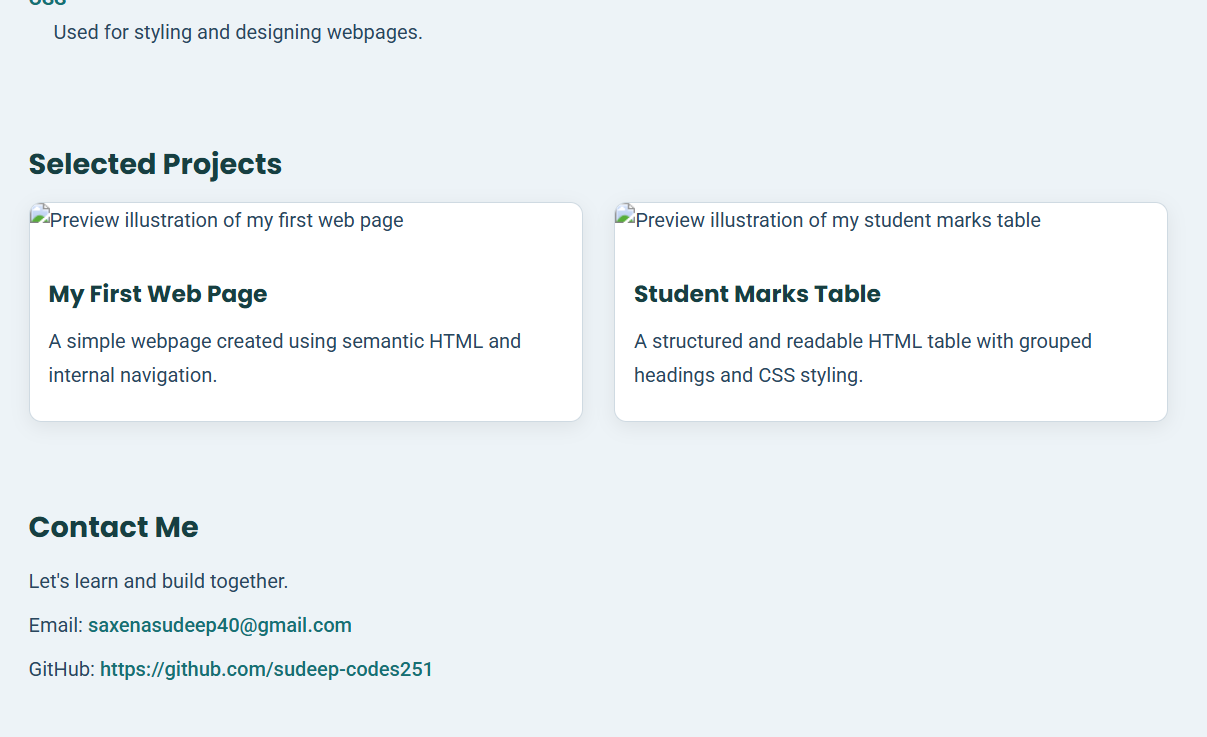 CSS
Used for styling and designing webpages.
Selected Projects
Preview illustration of my first web page
My First Web Page
A simple webpage created using semantic HTML and
internal navigation.
Preview illustration of my student marks table
Student Marks Table
A structured and readable HTML table with grouped
headings and CSS styling.
Contact Me
Let's learn and build together.
Email: saxenasudeep40@gmail.com
GitHub: https://github.com/sudeep-codes251